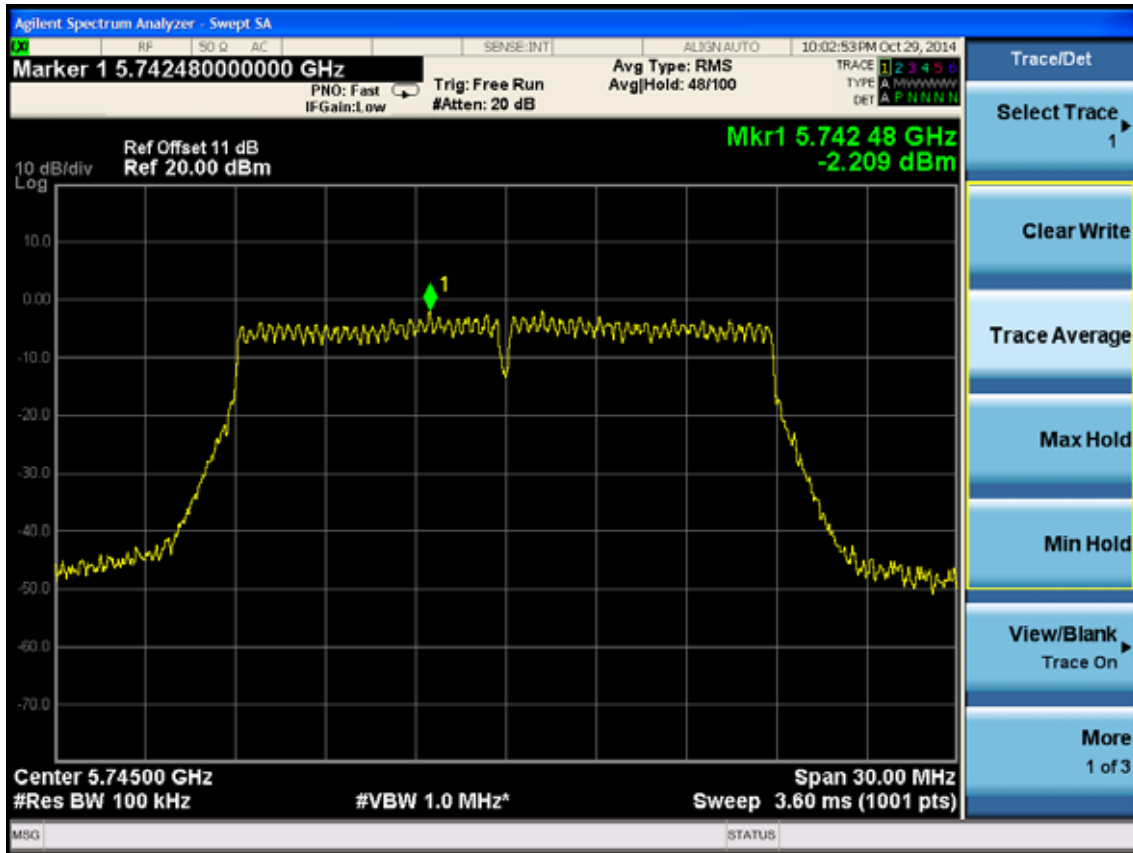 Agilent Spectrum Analyzer - Swept SA
RF 50 Ω AC SENSE:INT ALIGN AUTO 10:02:53 PM Oct 29, 2014
Marker 1 5.742480000000 GHz
PNO: Fast
IFGain:Low
Trig: Free Run
#Atten: 20 dB
Avg Type: RMS
Avg|Hold: 48/100
TRACE 1 2 3 4 5 6
TYPE A M W W W W W
DET A P N N N N
Mkr1 5.742 48 GHz
-2.209 dBm
Ref Offset 11 dB
10 dB/div Ref 20.00 dBm
Log
10.0
0.00
-10.0
-20.0
-30.0
-40.0
-50.0
-60.0
-70.0
1
Center 5.74500 GHz Span 30.00 MHz
#Res BW 100 kHz #VBW 1.0 MHz* Sweep 3.60 ms (1001 pts)
MSG STATUS
Trace/Det
Select Trace
1
Clear Write
Trace Average
Max Hold
Min Hold
View/Blank
Trace On
More
1 of 3